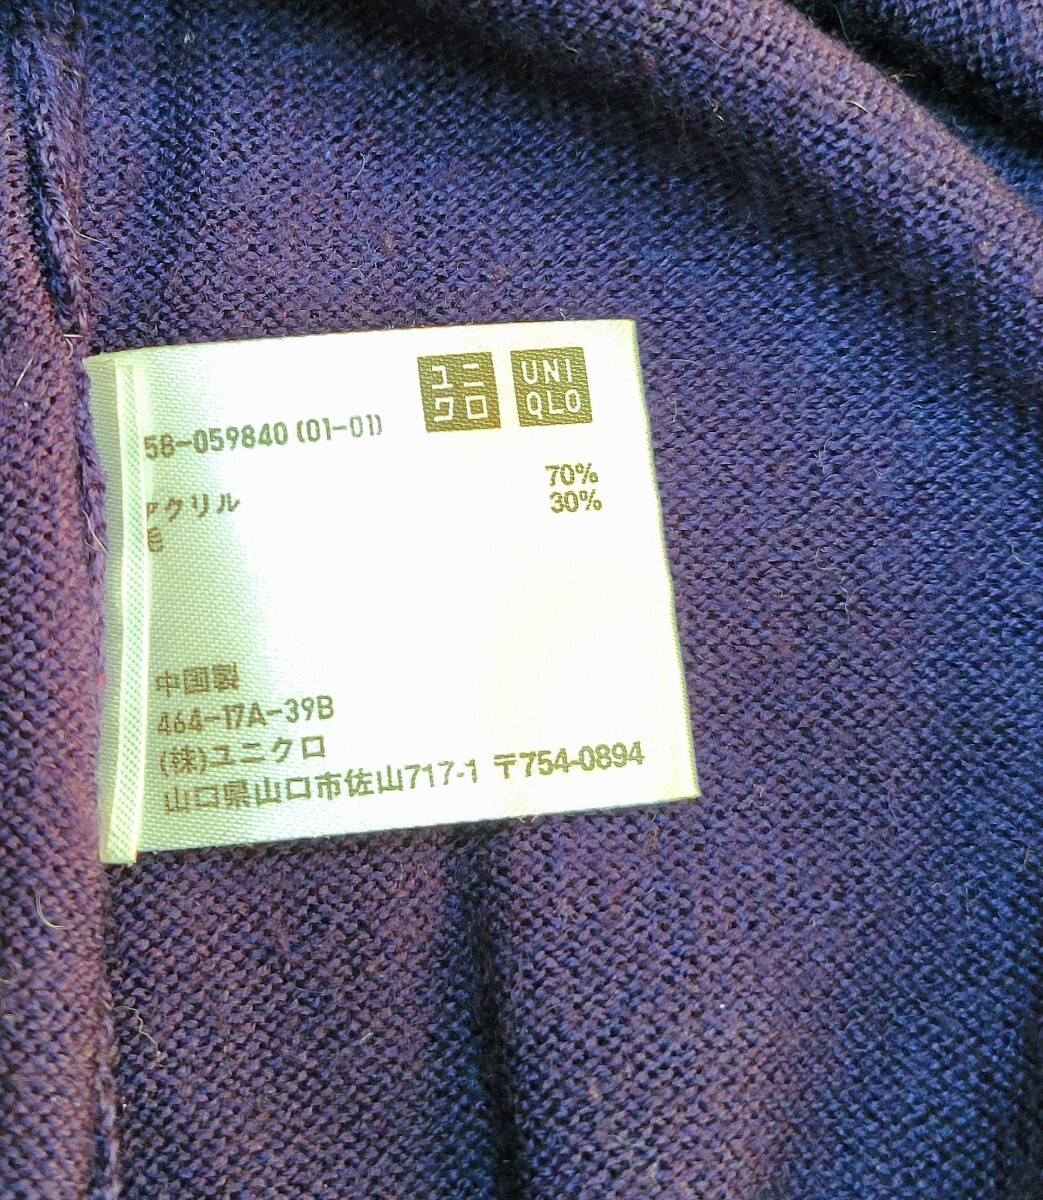 ユニクロ UNIQLO
58-059840 (01-01)
アクリル 70%
毛 30%
中国製
464-17A-39B
(株)ユニクロ
山口県山口市佐山717-1 〒754-0894